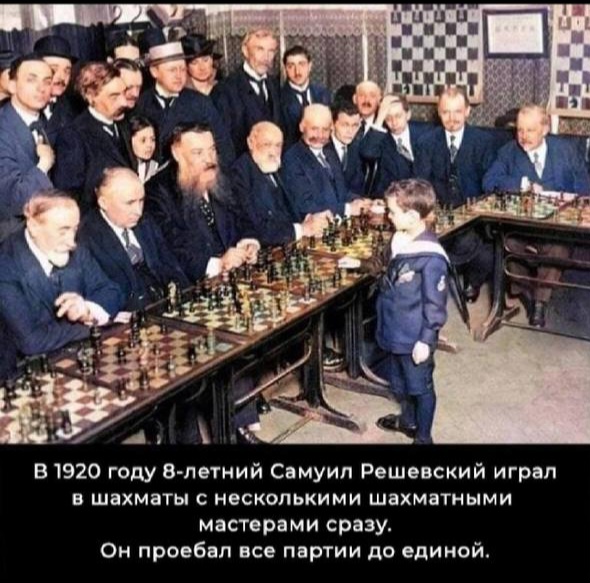 В 1920 году 8-летний Самуил Решевский играл
в шахматы с несколькими шахматными
мастерами сразу.
Он проебал все партии до единой.